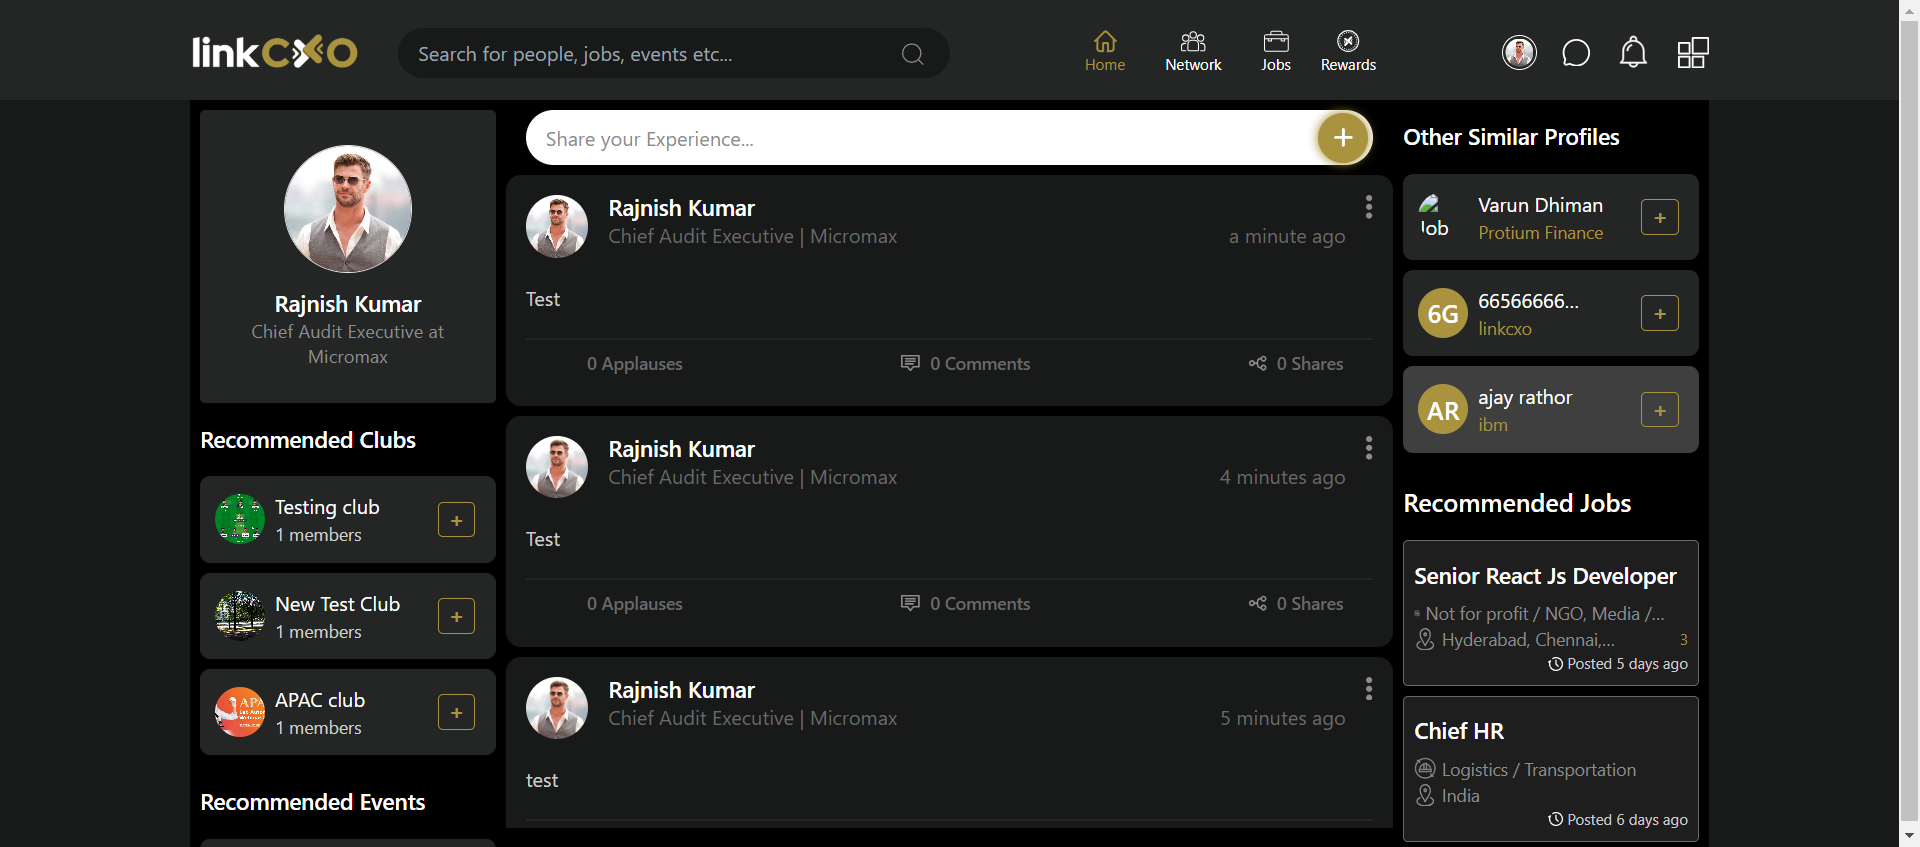 linkcxo
Search for people, jobs, events etc...
Home
Network
Jobs
Rewards
Rajnish Kumar
Chief Audit Executive at
Micromax
Recommended Clubs
Testing club
1 members
New Test Club
1 members
APAC club
1 members
Recommended Events
Share your Experience...
Rajnish Kumar
Chief Audit Executive | Micromax
a minute ago
Test
0 Applauses
0 Comments
0 Shares
Rajnish Kumar
Chief Audit Executive | Micromax
4 minutes ago
Test
0 Applauses
0 Comments
0 Shares
Rajnish Kumar
Chief Audit Executive | Micromax
5 minutes ago
test
Other Similar Profiles
Varun Dhiman
Protium Finance
6G
66566666...
linkcxo
AR
ajay rathor
ibm
Recommended Jobs
Senior React Js Developer
Not for profit / NGO, Media /...
Hyderabad, Chennai,...
3
Posted 5 days ago
Chief HR
Logistics / Transportation
India
Posted 6 days ago